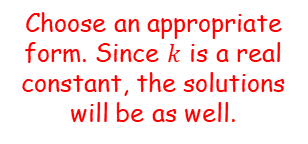 Choose an appropriate
form. Since k is a real
constant, the solutions
will be as well.